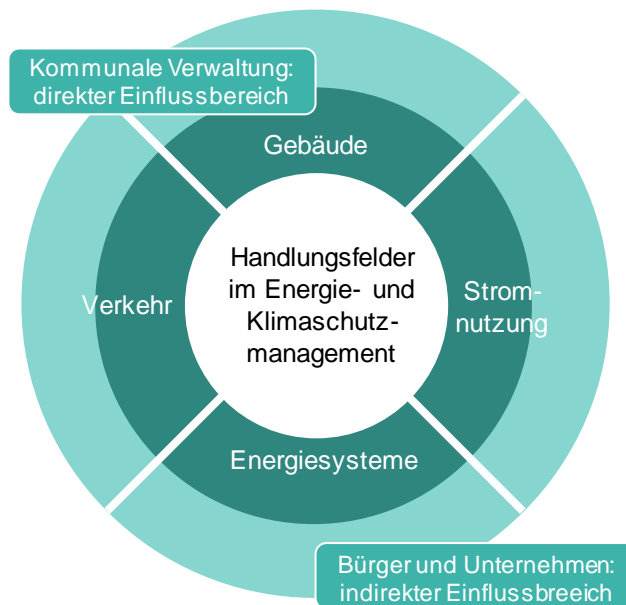 Kommunale Verwaltung:
direkter Einflussbereich
Gebäude
Handlungsfelder
im Energie- und
Klimaschutz-
management
Verkehr
Strom-
nutzung
Energiesysteme
Bürger und Unternehmen:
indirekter Einflussbreeich